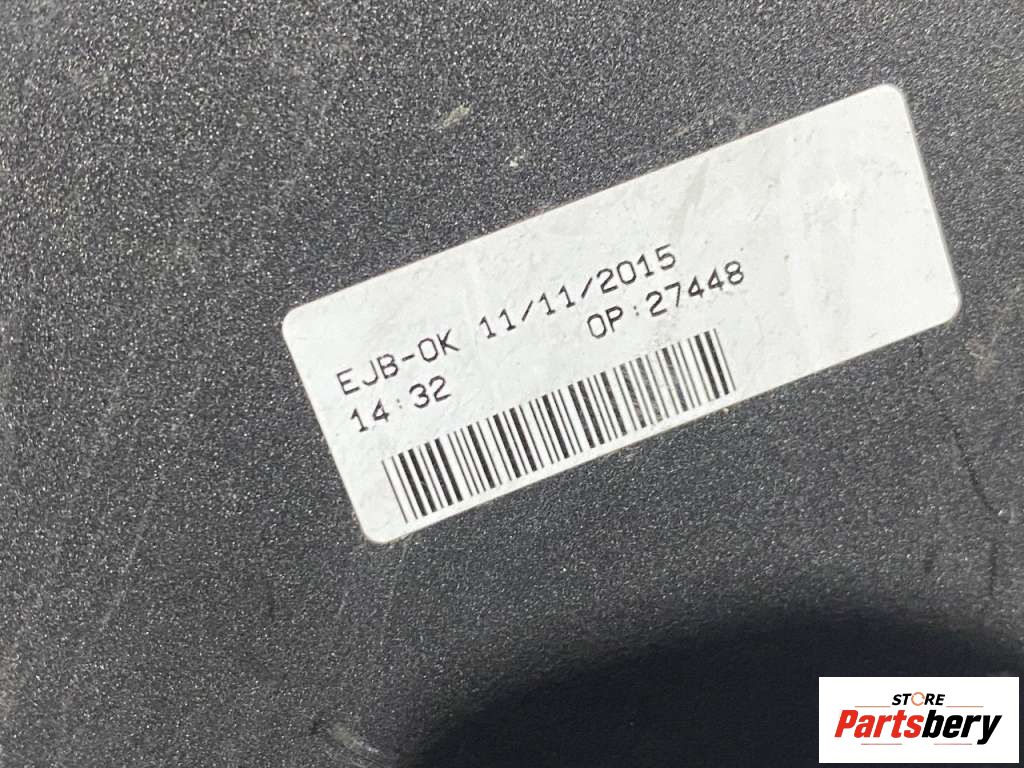 EJB-OK 11/11/2015
14:32 OP:27448
STORE
Partsbery